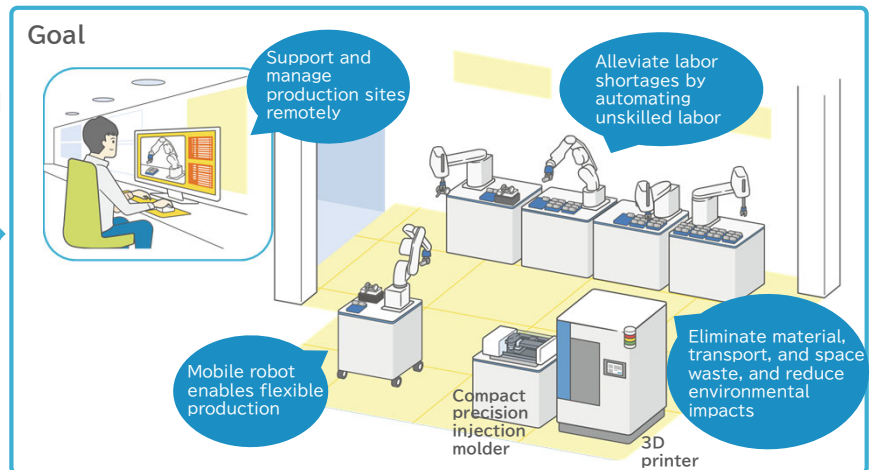 Goal
Support and
manage
production sites
remotely
Alleviate labor
shortages by
automating
unskilled labor
Mobile robot
enables flexible
production
Compact
precision
injection
molder
3D
printer
Eliminate material,
transport, and space
waste, and reduce
environmental
impacts